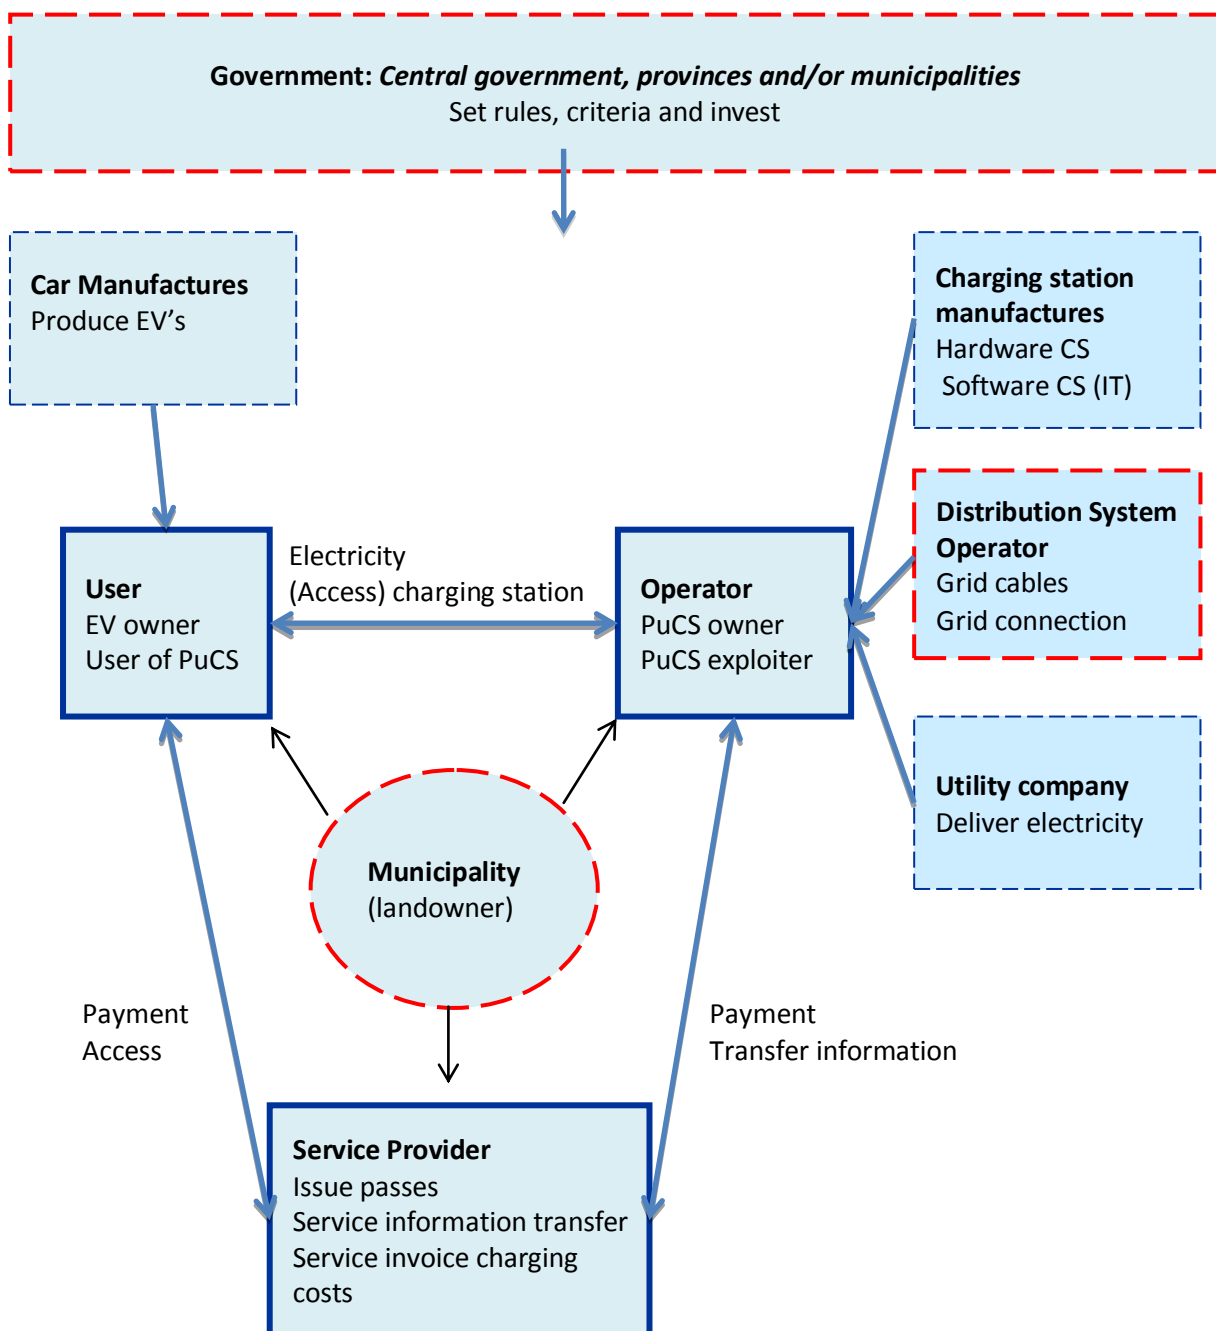 Government: Central government, provinces and/or municipalities
Set rules, criteria and invest
Car Manufactures
Produce EV's
Charging station
manufactures
Hardware CS
Software CS (IT)
Distribution System
Operator
Grid cables
Grid connection
Electricity
(Access) charging station
User
EV owner
User of PuCS
Operator
PuCS owner
PuCS exploiter
Utility company
Deliver electricity
Municipality
(landowner)
Payment
Access
Payment
Transfer information
Service Provider
Issue passes
Service information transfer
Service invoice charging
costs